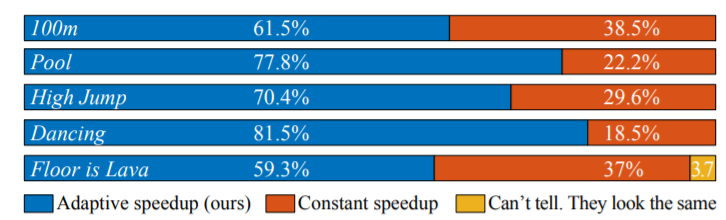 100m 61.5% 38.5%
Pool 77.8% 22.2%
High Jump 70.4% 29.6%
Dancing 81.5% 18.5%
Floor is Lava 59.3% 37% 3.7
Adaptive speedup (ours) Constant speedup Can't tell. They look the same